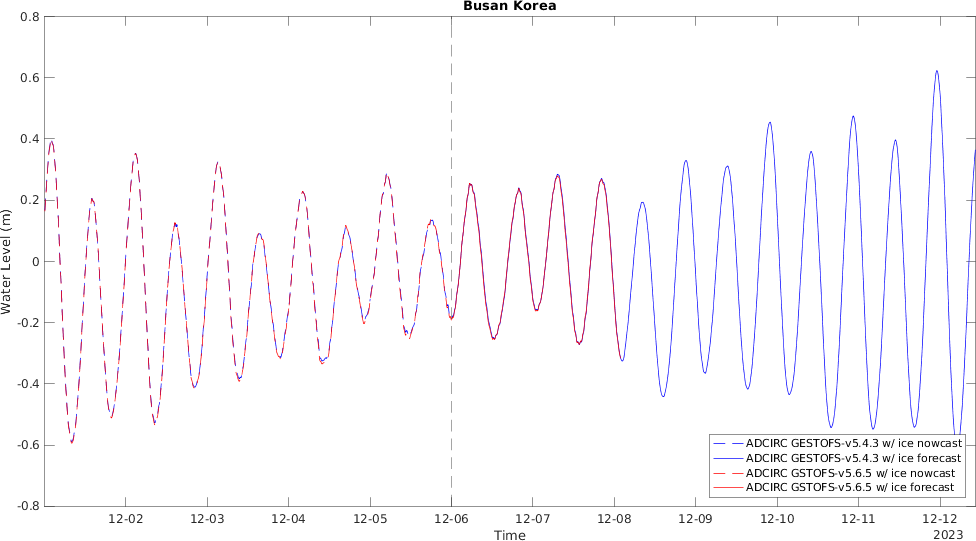 Busan Korea
Water Level (m)
0.8
0.6
0.4
0.2
0
-0.2
-0.4
-0.6
-0.8
12-02 12-03 12-04 12-05 12-06 12-07 12-08 12-09 12-10 12-11 12-12
2023
Time
ADCIRC GESTOFS-v5.4.3 w/ ice nowcast
ADCIRC GESTOFS-v5.4.3 w/ ice forecast
ADCIRC GSTOFS-v5.6.5 w/ ice nowcast
ADCIRC GSTOFS-v5.6.5 w/ ice forecast